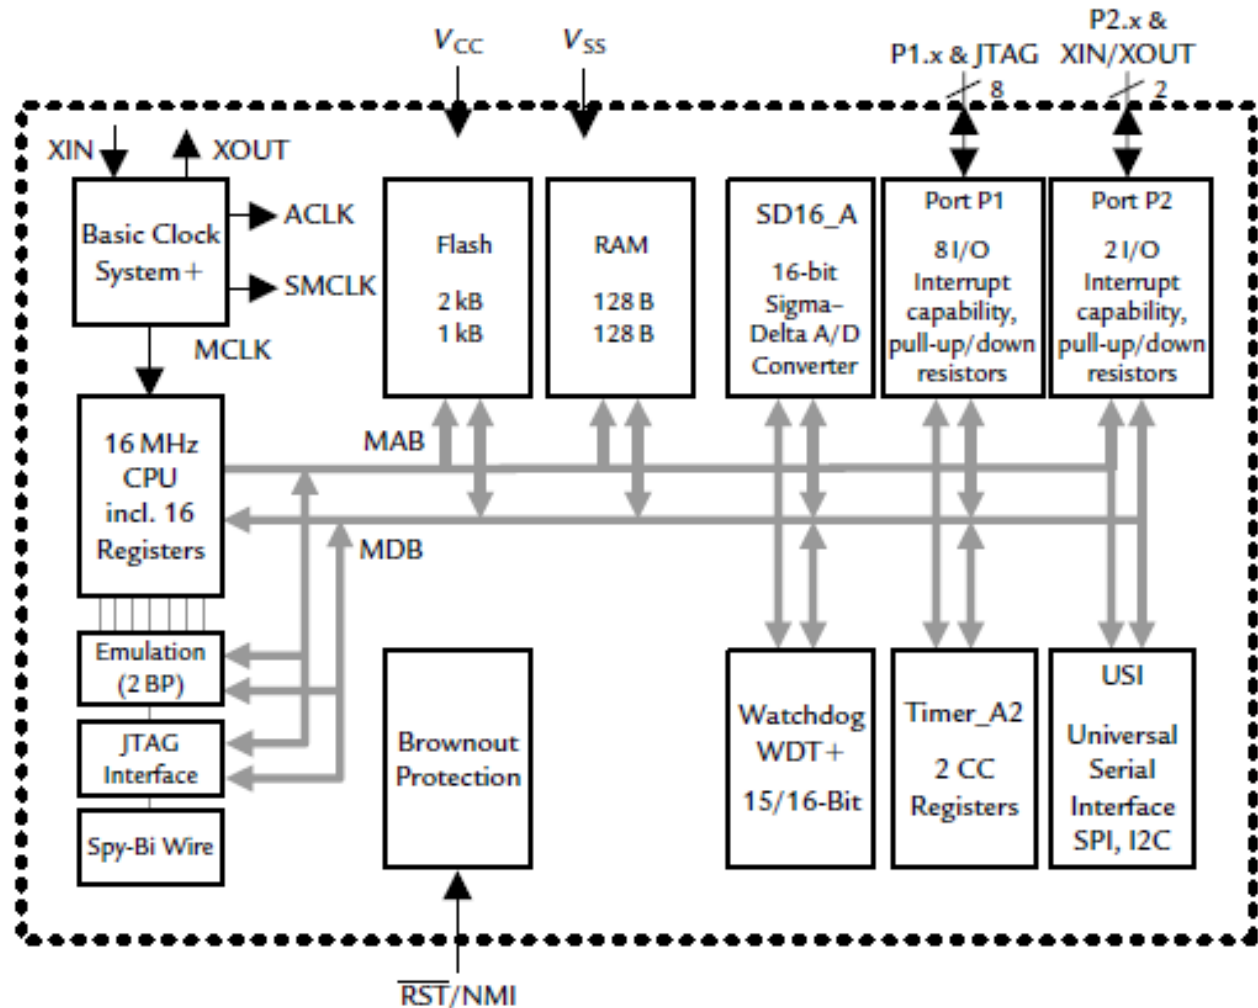 V_CC
V_SS
P1.x & JTAG
8
P2.x &
XIN/XOUT
2
XIN
XOUT
Basic Clock
System+
ACLK
SMCLK
MCLK
Flash
2 kB
1 kB
RAM
128 B
128 B
SD16_A
16-bit
Sigma–
Delta A/D
Converter
Port P1
8 I/O
Interrupt
capability,
pull-up/down
resistors
Port P2
2 I/O
Interrupt
capability,
pull-up/down
resistors
16 MHz
CPU
incl. 16
Registers
MAB
MDB
Emulation
(2 BP)
JTAG
Interface
Spy-Bi Wire
Brownout
Protection
Watchdog
WDT+
15/16-Bit
Timer_A2
2 CC
Registers
USI
Universal
Serial
Interface
SPI, I2C
R̅S̅T̅/NMI